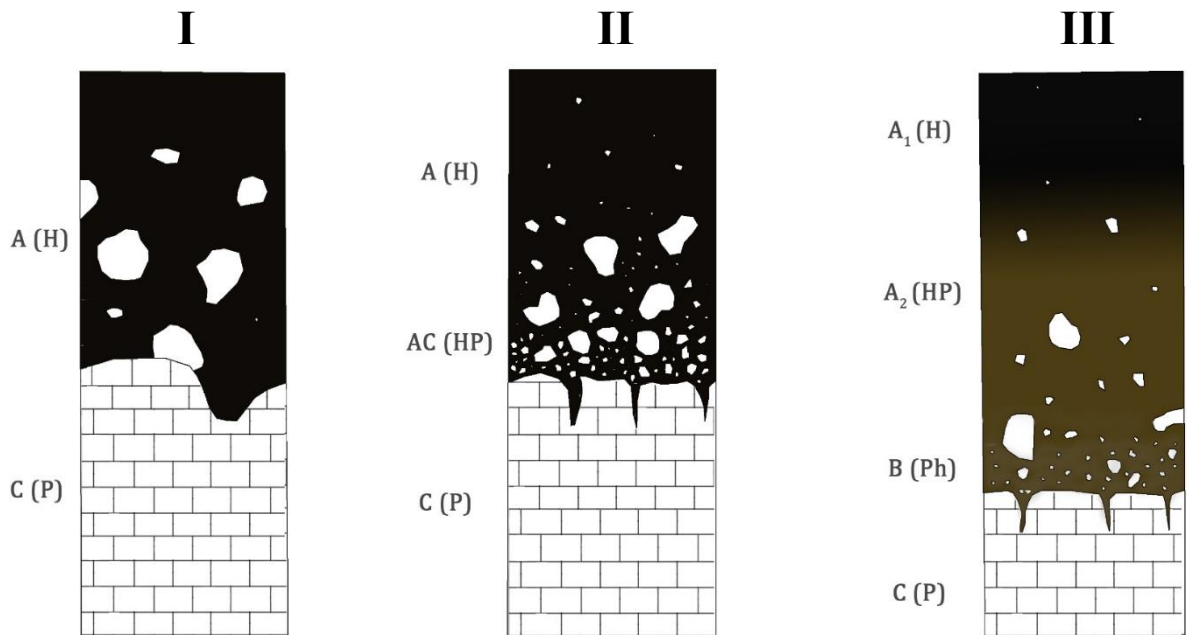 I
A (H)
C (P)
II
A (H)
AC (HP)
C (P)
III
A₁ (H)
A₂ (HP)
B (Ph)
C (P)